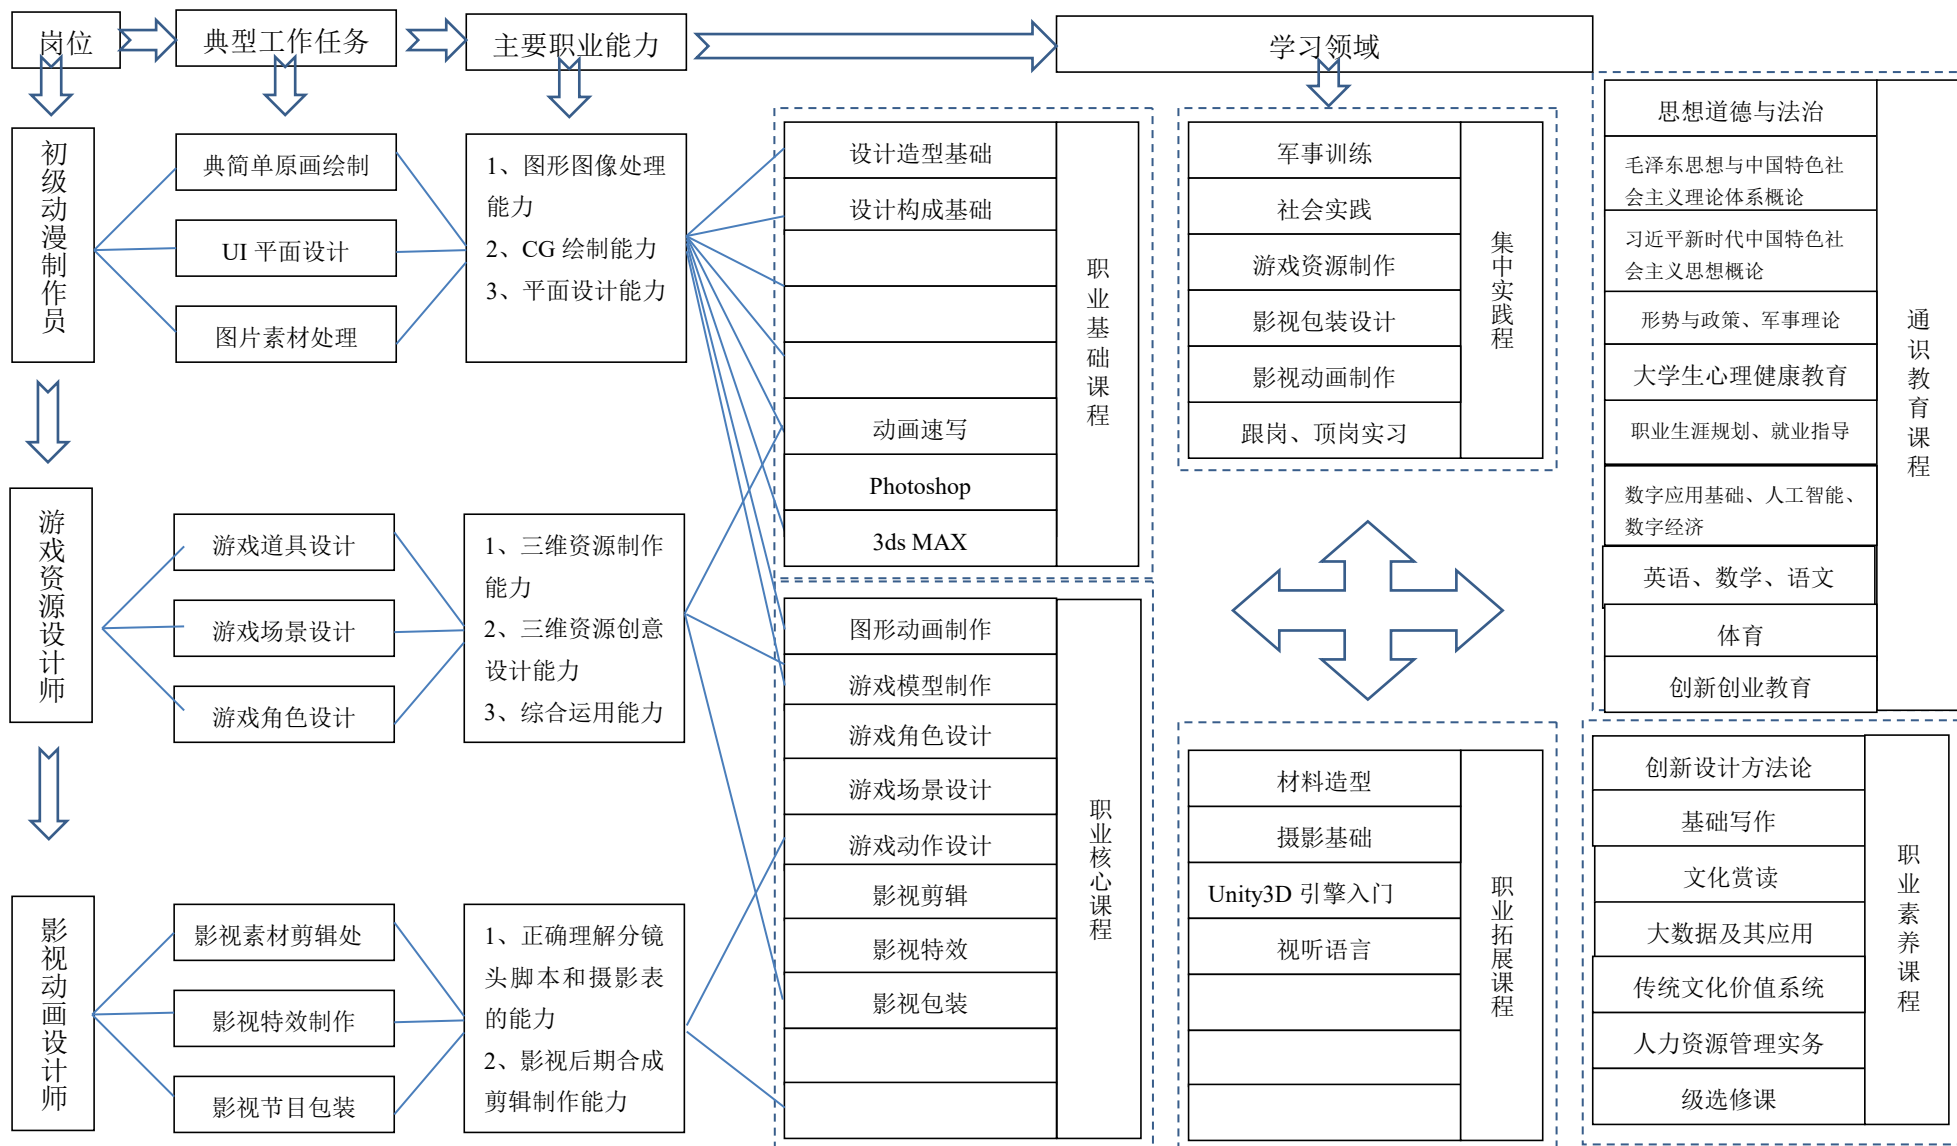 岗位
典型工作任务
主要职业能力
学习领域
初级动漫制作员
典简单原画绘制
UI 平面设计
图片素材处理
1、图形图像处理
能力
2、CG 绘制能力
3、平面设计能力
游戏资源设计师
游戏道具设计
游戏场景设计
游戏角色设计
1、三维资源制作
能力
2、三维资源创意
设计能力
3、综合运用能力
影视动画设计师
影视素材剪辑处
影视特效制作
影视节目包装
1、正确理解分镜
头脚本和摄影表
的能力
2、影视后期合成
剪辑制作能力
设计造型基础
设计构成基础
动画速写
Photoshop
3ds MAX
职业基础课程
图形动画制作
游戏模型制作
游戏角色设计
游戏场景设计
游戏动作设计
影视剪辑
影视特效
影视包装
职业核心课程
军事训练
社会实践
游戏资源制作
影视包装设计
影视动画制作
跟岗、顶岗实习
集中实践程
材料造型
摄影基础
Unity3D 引擎入门
视听语言
职业拓展课程
思想道德与法治
毛泽东思想与中国特色社
会主义理论体系概论
习近平新时代中国特色社
会主义思想概论
形势与政策、军事理论
大学生心理健康教育
职业生涯规划、就业指导
数字应用基础、人工智能、
数字经济
英语、数学、语文
体育
创新创业教育
通识教育课程
创新设计方法论
基础写作
文化赏读
大数据及其应用
传统文化价值系统
人力资源管理实务
级选修课
职业素养课程